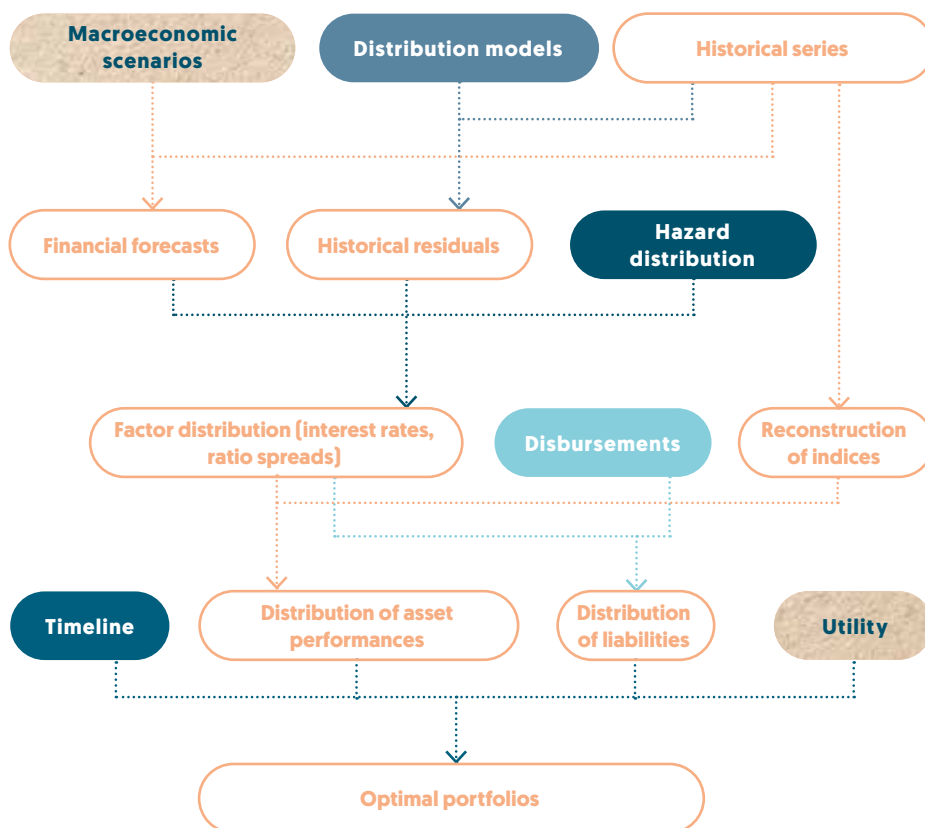 Macroeconomic
scenarios
Distribution models
Historical series
Financial forecasts
Historical residuals
Hazard
distribution
Factor distribution (interest rates,
ratio spreads)
Disbursements
Reconstruction
of indices
Timeline
Distribution of asset
performances
Distribution
of liabilities
Utility
Optimal portfolios